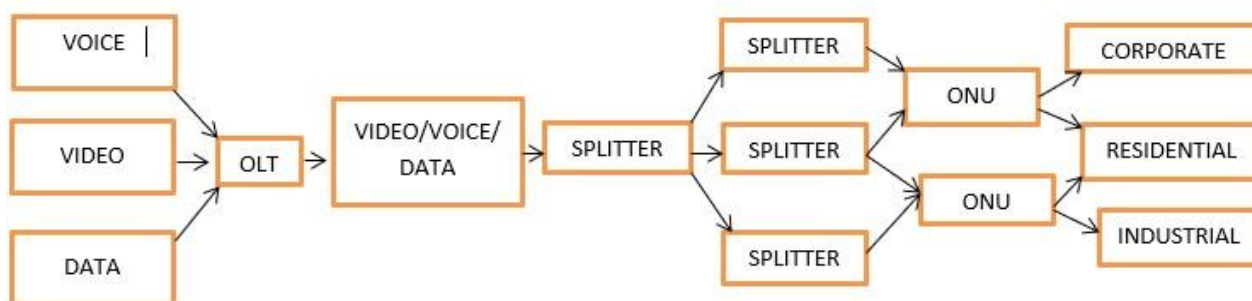 VOICE
VIDEO
DATA
OLT
VIDEO/VOICE/
DATA
SPLITTER
SPLITTER
SPLITTER
SPLITTER
ONU
ONU
CORPORATE
RESIDENTIAL
INDUSTRIAL